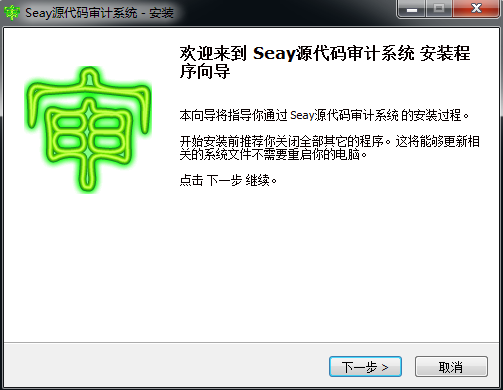 Seay源代码审计系统 - 安装
审
欢迎来到 Seay源代码审计系统 安装程
序向导
本向导将指导你通过 Seay源代码审计系统 的安装过程。
开始安装前推荐你关闭全部其它的程序。这将能够更新相
关的系统文件不需要重启你的电脑。
点击 下一步 继续。
下一步 >
取消